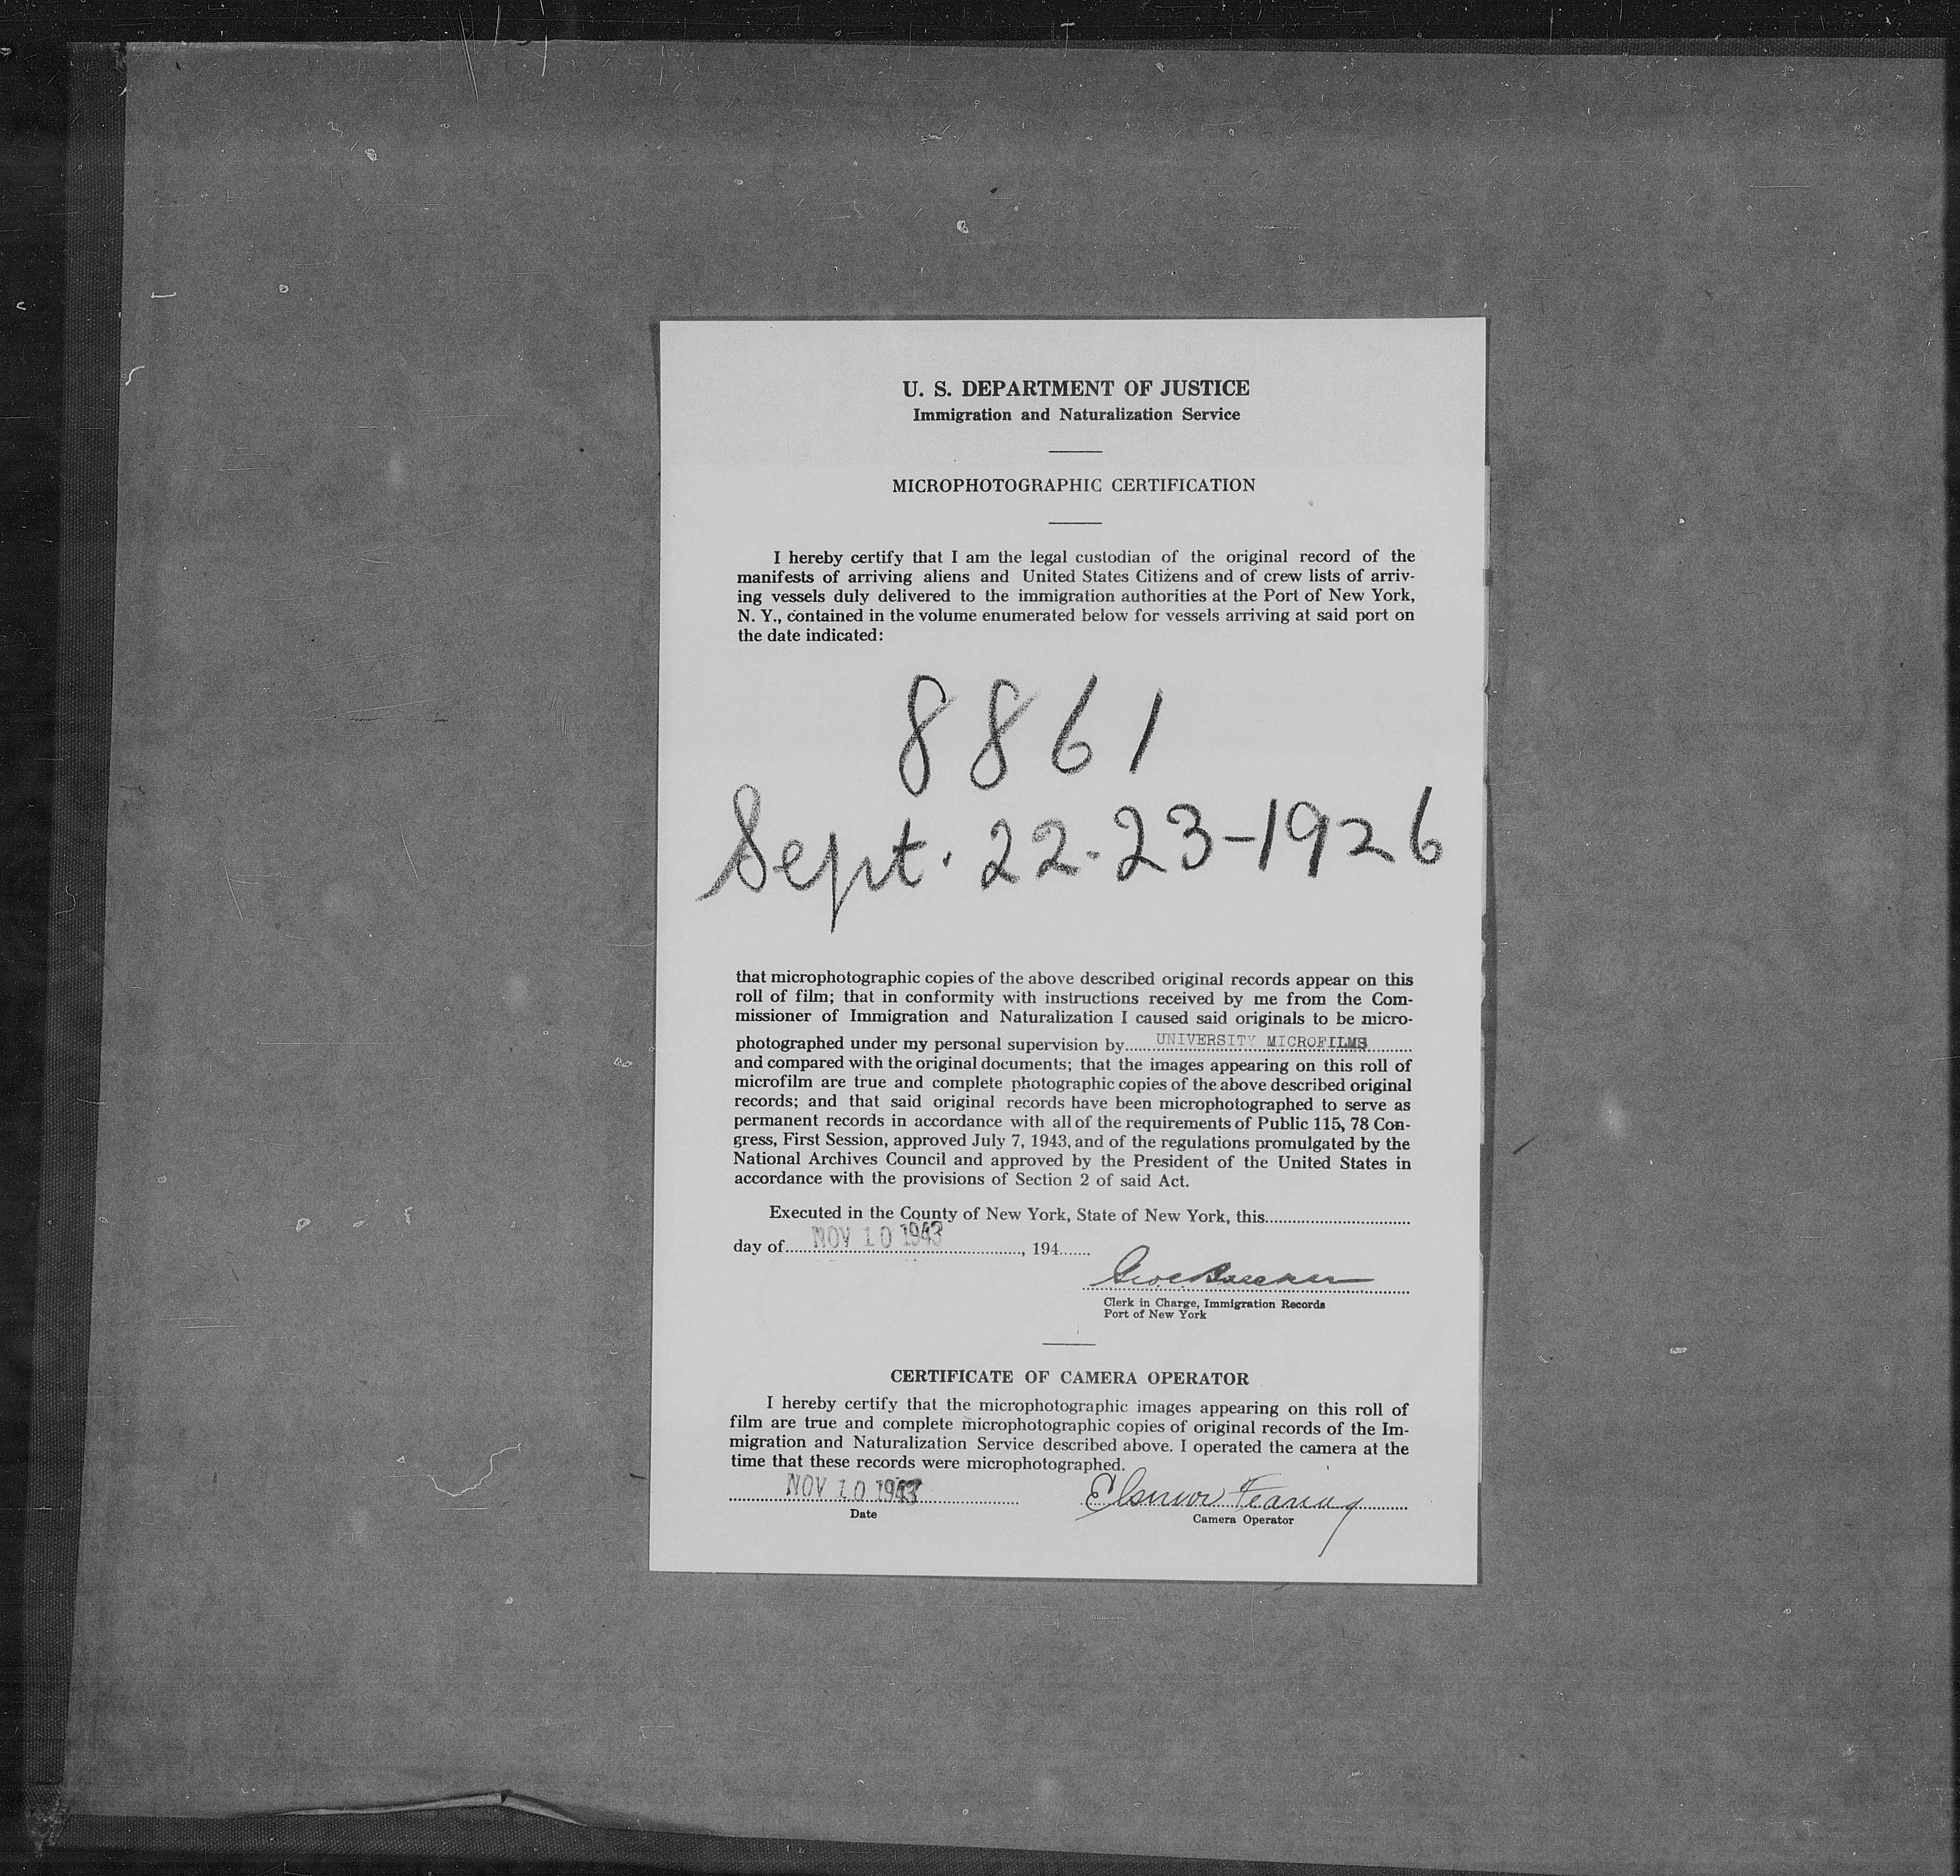 U. S. DEPARTMENT OF JUSTICE
Immigration and Naturalization Service
MICROPHOTOGRAPHIC CERTIFICATION
I hereby certify that I am the legal custodian of the original record of the
manifests of arriving aliens and United States Citizens and of crew lists of arriv-
ing vessels duly delivered to the immigration authorities at the Port of New York,
N. Y., contained in the volume enumerated below for vessels arriving at said port on
the date indicated:
8861
Sept. 22-23-1926
that microphotographic copies of the above described original records appear on this
roll of film; that in conformity with instructions received by me from the Com-
missioner of Immigration and Naturalization I caused said originals to be micro-
photographed under my personal supervision by UNIVERSITY MICROFILMS
and compared with the original documents; that the images appearing on this roll of
microfilm are true and complete photographic copies of the above described original
records; and that said original records have been microphotographed to serve as
permanent records in accordance with all of the requirements of Public 115, 78 Con-
gress, First Session, approved July 7, 1943, and of the regulations promulgated by the
National Archives Council and approved by the President of the United States in
accordance with the provisions of Section 2 of said Act.
Executed in the County of New York, State of New York, this
day of NOV 10 1943, 194
Clerk in Charge, Immigration Records
Port of New York
CERTIFICATE OF CAMERA OPERATOR
I hereby certify that the microphotographic images appearing on this roll of
film are true and complete microphotographic copies of original records of the Im-
migration and Naturalization Service described above. I operated the camera at the
time that these records were microphotographed.
NOV 10 1943
Date
Camera Operator